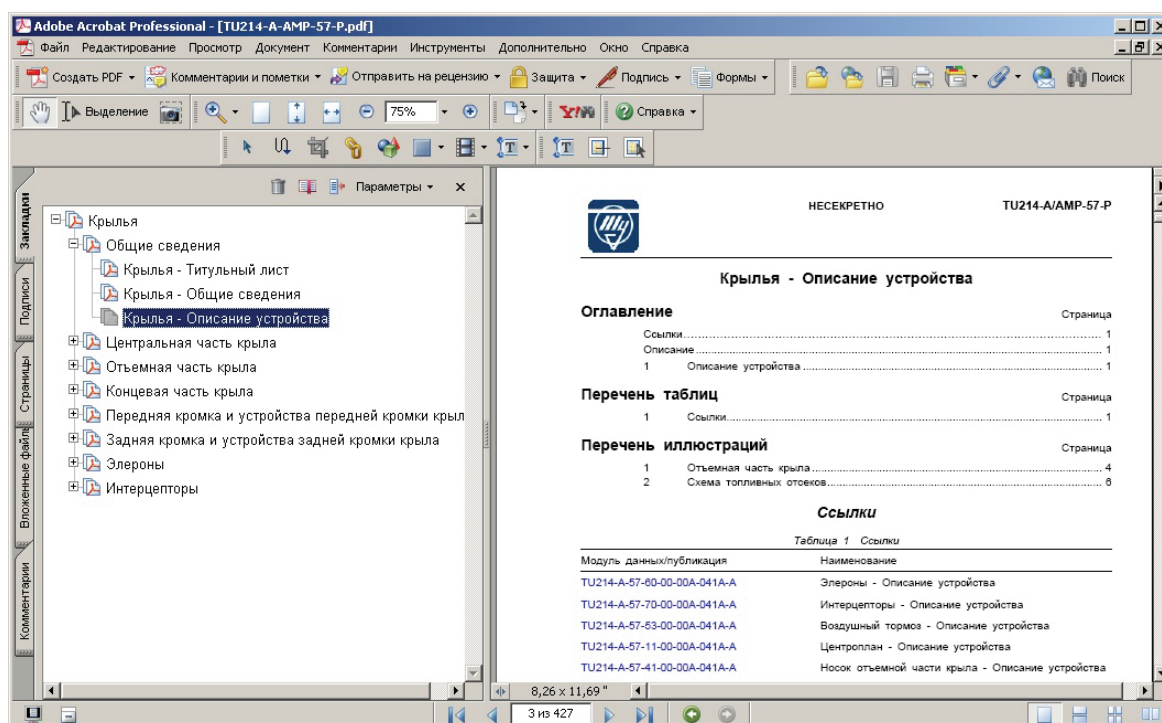 Adobe Acrobat Professional - [TU214-A-AMP-57-P.pdf]
Файл Редактирование Просмотр Документ Комментарии Инструменты Дополнительно Окно Справка
Создать PDF Комментарии и пометки Отправить на рецензию Защита Подпись Формы Поиск
Выделение 75% Y!W Справка
Параметры x
Закладки
Подписи
Страницы
Вложенные файлы
Комментарии
Крылья
Общие сведения
Крылья - Титульный лист
Крылья - Общие сведения
Крылья - Описание устройства
Центральная часть крыла
Отъемная часть крыла
Концевая часть крыла
Передняя кромка и устройства передней кромки крыл
Задняя кромка и устройства задней кромки крыла
Элероны
Интерцепторы
Ту НЕСЕКРЕТНО TU214-A/AMP-57-P
Крылья - Описание устройства
Оглавление Страница
Ссылки 1
Описание 1
1 Описание устройства 1
Перечень таблиц Страница
1 Ссылки 1
Перечень иллюстраций Страница
1 Отъемная часть крыла 4
2 Схема топливных отсеков 6
Ссылки
Таблица 1 Ссылки
Модуль данных/публикация Наименование
TU214-A-57-60-00-00A-041A-A Элероны - Описание устройства
TU214-A-57-70-00-00A-041A-A Интерцепторы - Описание устройства
TU214-A-57-53-00-00A-041A-A Воздушный тормоз - Описание устройства
TU214-A-57-11-00-00A-041A-A Центроплан - Описание устройства
TU214-A-57-41-00-00A-041A-A Носок отъемной части крыла - Описание устройства
8,26 x 11,69 "
3 из 427